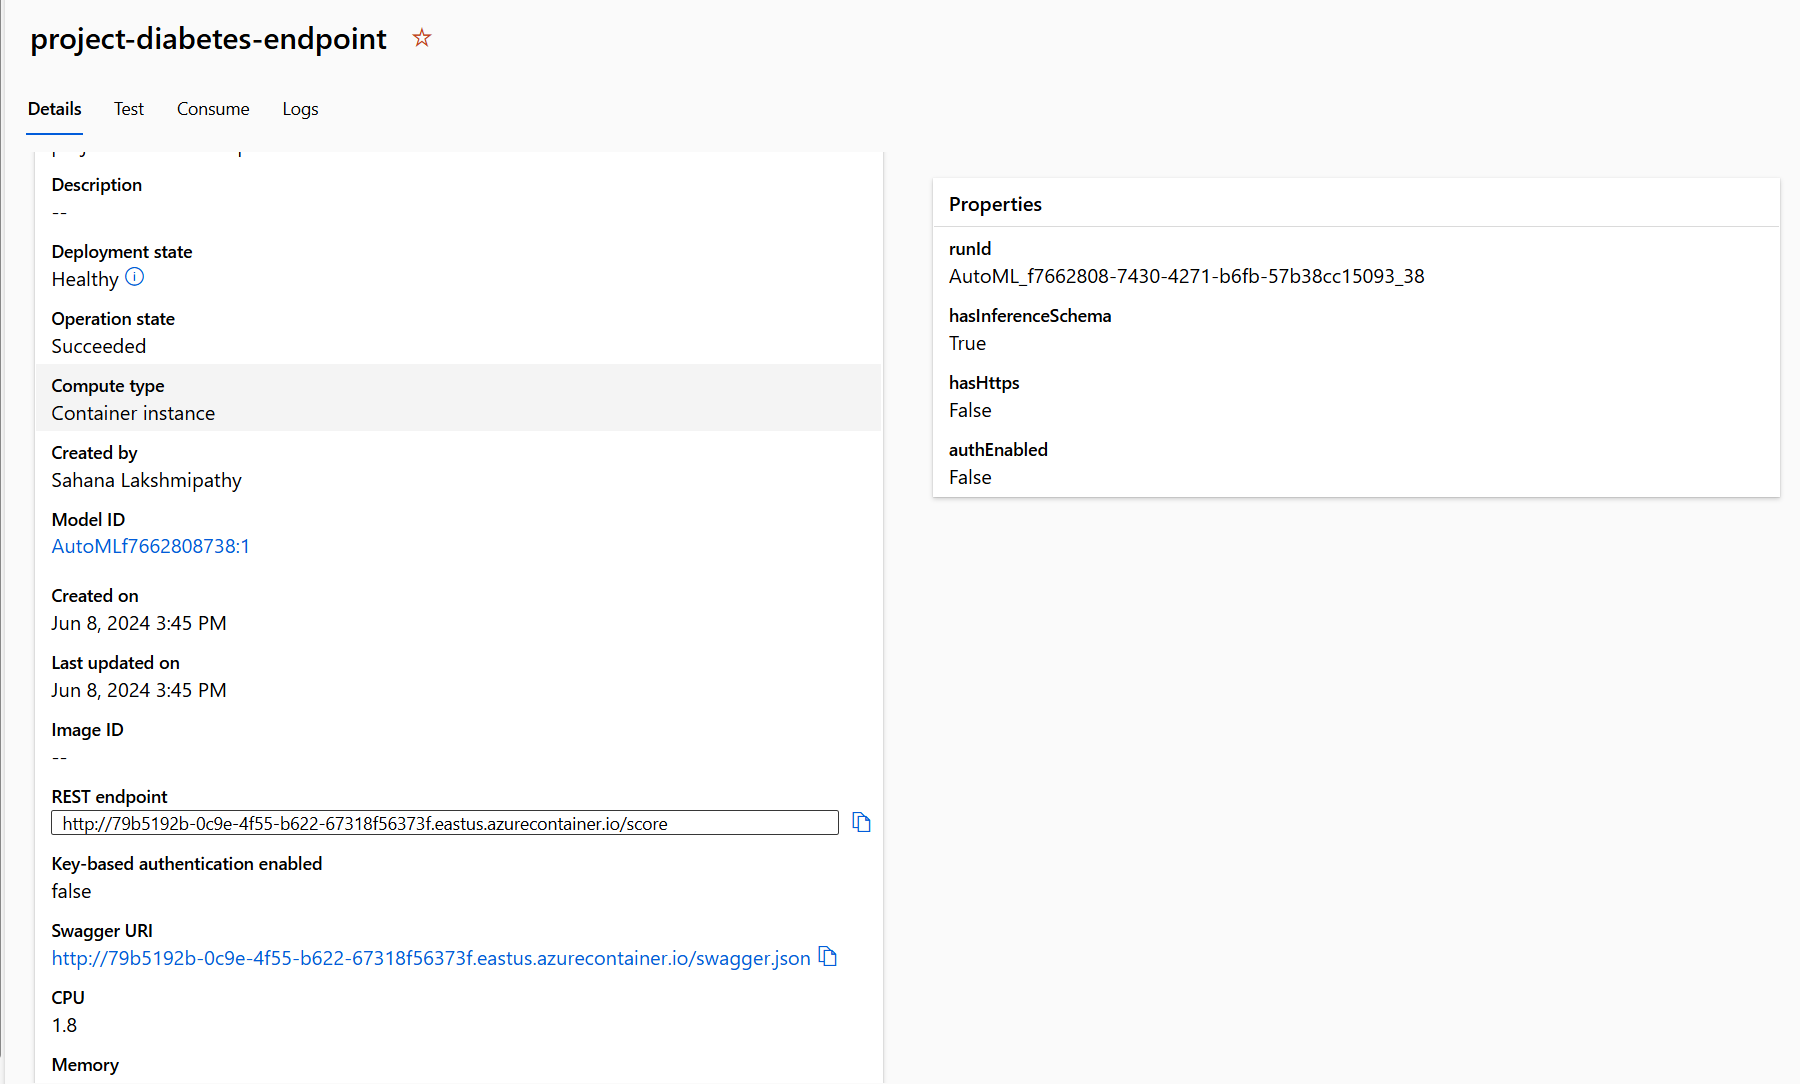 project-diabetes-endpoint
Details Test Consume Logs
Description
--
Deployment state
Healthy
Operation state
Succeeded
Compute type
Container instance
Created by
Sahana Lakshmipathy
Model ID
AutoMLf7662808738:1
Created on
Jun 8, 2024 3:45 PM
Last updated on
Jun 8, 2024 3:45 PM
Image ID
--
REST endpoint
http://79b5192b-0c9e-4f55-b622-67318f56373f.eastus.azurecontainer.io/score
Key-based authentication enabled
false
Swagger URI
http://79b5192b-0c9e-4f55-b622-67318f56373f.eastus.azurecontainer.io/swagger.json
CPU
1.8
Memory
Properties
runId
AutoML_f7662808-7430-4271-b6fb-57b38cc15093_38
hasInferenceSchema
True
hasHttps
False
authEnabled
False